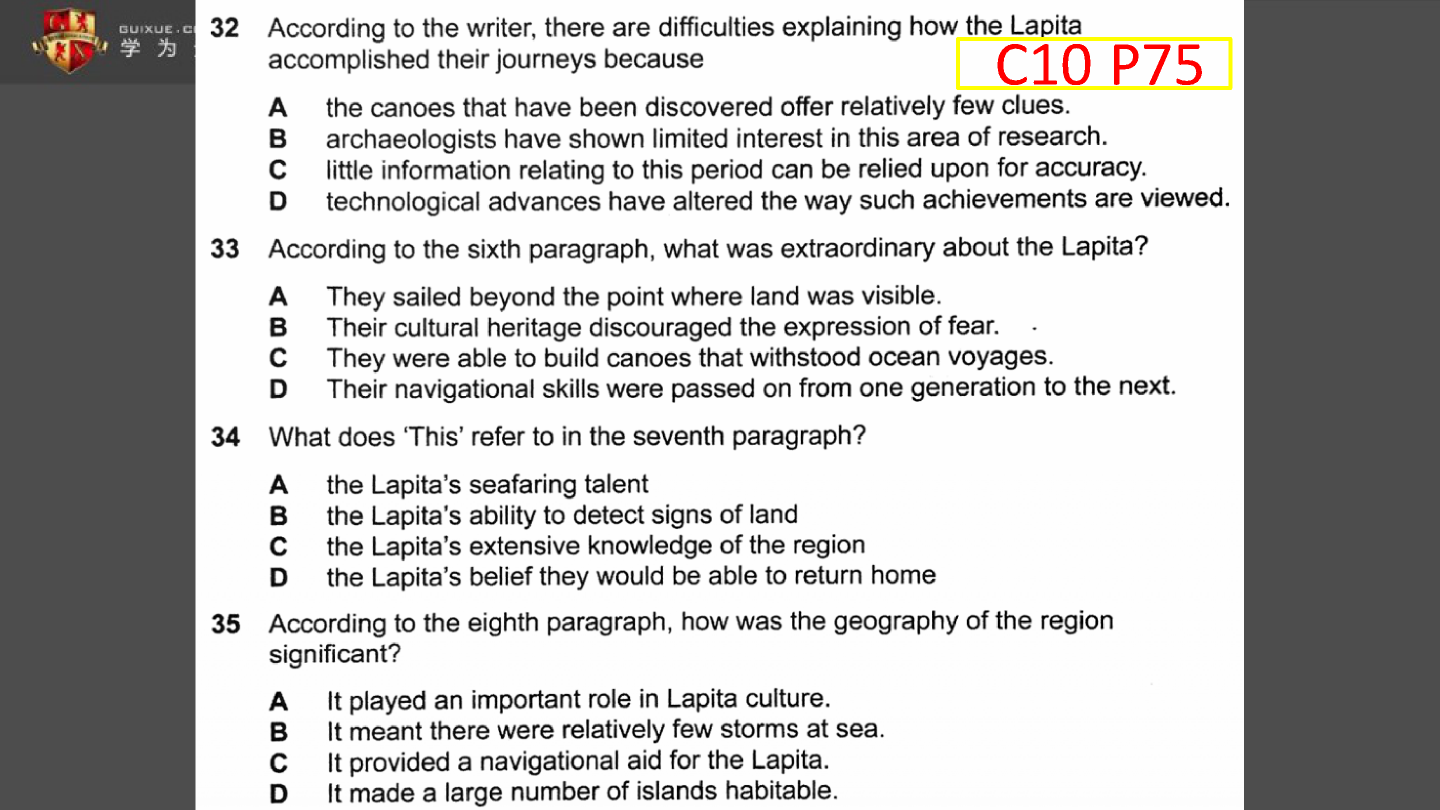 GUIXUE.C
学 为
32 According to the writer, there are difficulties explaining how the Lapita
accomplished their journeys because
C10 P75
A the canoes that have been discovered offer relatively few clues.
B archaeologists have shown limited interest in this area of research.
C little information relating to this period can be relied upon for accuracy.
D technological advances have altered the way such achievements are viewed.
33 According to the sixth paragraph, what was extraordinary about the Lapita?
A They sailed beyond the point where land was visible.
B Their cultural heritage discouraged the expression of fear.
C They were able to build canoes that withstood ocean voyages.
D Their navigational skills were passed on from one generation to the next.
34 What does ‘This’ refer to in the seventh paragraph?
A the Lapita’s seafaring talent
B the Lapita’s ability to detect signs of land
C the Lapita’s extensive knowledge of the region
D the Lapita’s belief they would be able to return home
35 According to the eighth paragraph, how was the geography of the region
significant?
A It played an important role in Lapita culture.
B It meant there were relatively few storms at sea.
C It provided a navigational aid for the Lapita.
D It made a large number of islands habitable.